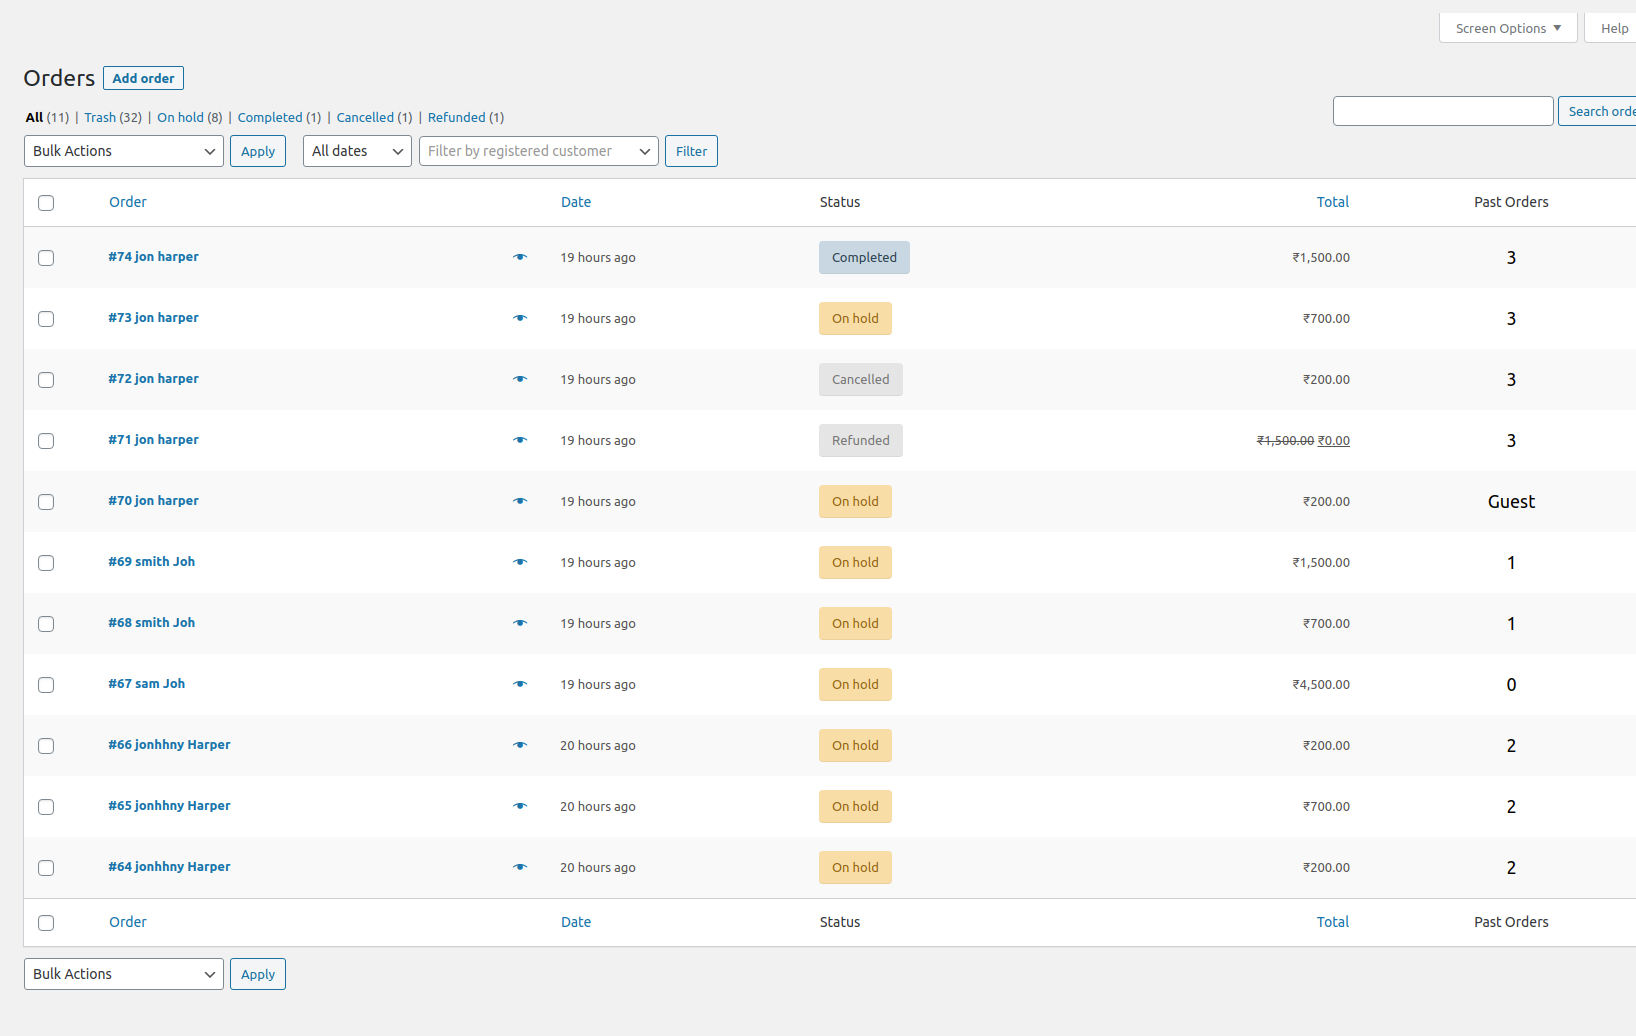 Screen Options Help
Orders Add order
All (11) | Trash (32) | On hold (8) | Completed (1) | Cancelled (1) | Refunded (1)
Search orde
Bulk Actions Apply All dates Filter by registered customer Filter
Order Date Status Total Past Orders
#74 jon harper 19 hours ago Completed ₹1,500.00 3
#73 jon harper 19 hours ago On hold ₹700.00 3
#72 jon harper 19 hours ago Cancelled ₹200.00 3
#71 jon harper 19 hours ago Refunded ₹1,500.00 ₹0.00 3
#70 jon harper 19 hours ago On hold ₹200.00 Guest
#69 smith Joh 19 hours ago On hold ₹1,500.00 1
#68 smith Joh 19 hours ago On hold ₹700.00 1
#67 sam Joh 19 hours ago On hold ₹4,500.00 0
#66 jonhhny Harper 20 hours ago On hold ₹200.00 2
#65 jonhhny Harper 20 hours ago On hold ₹700.00 2
#64 jonhhny Harper 20 hours ago On hold ₹200.00 2
Order Date Status Total Past Orders
Bulk Actions Apply